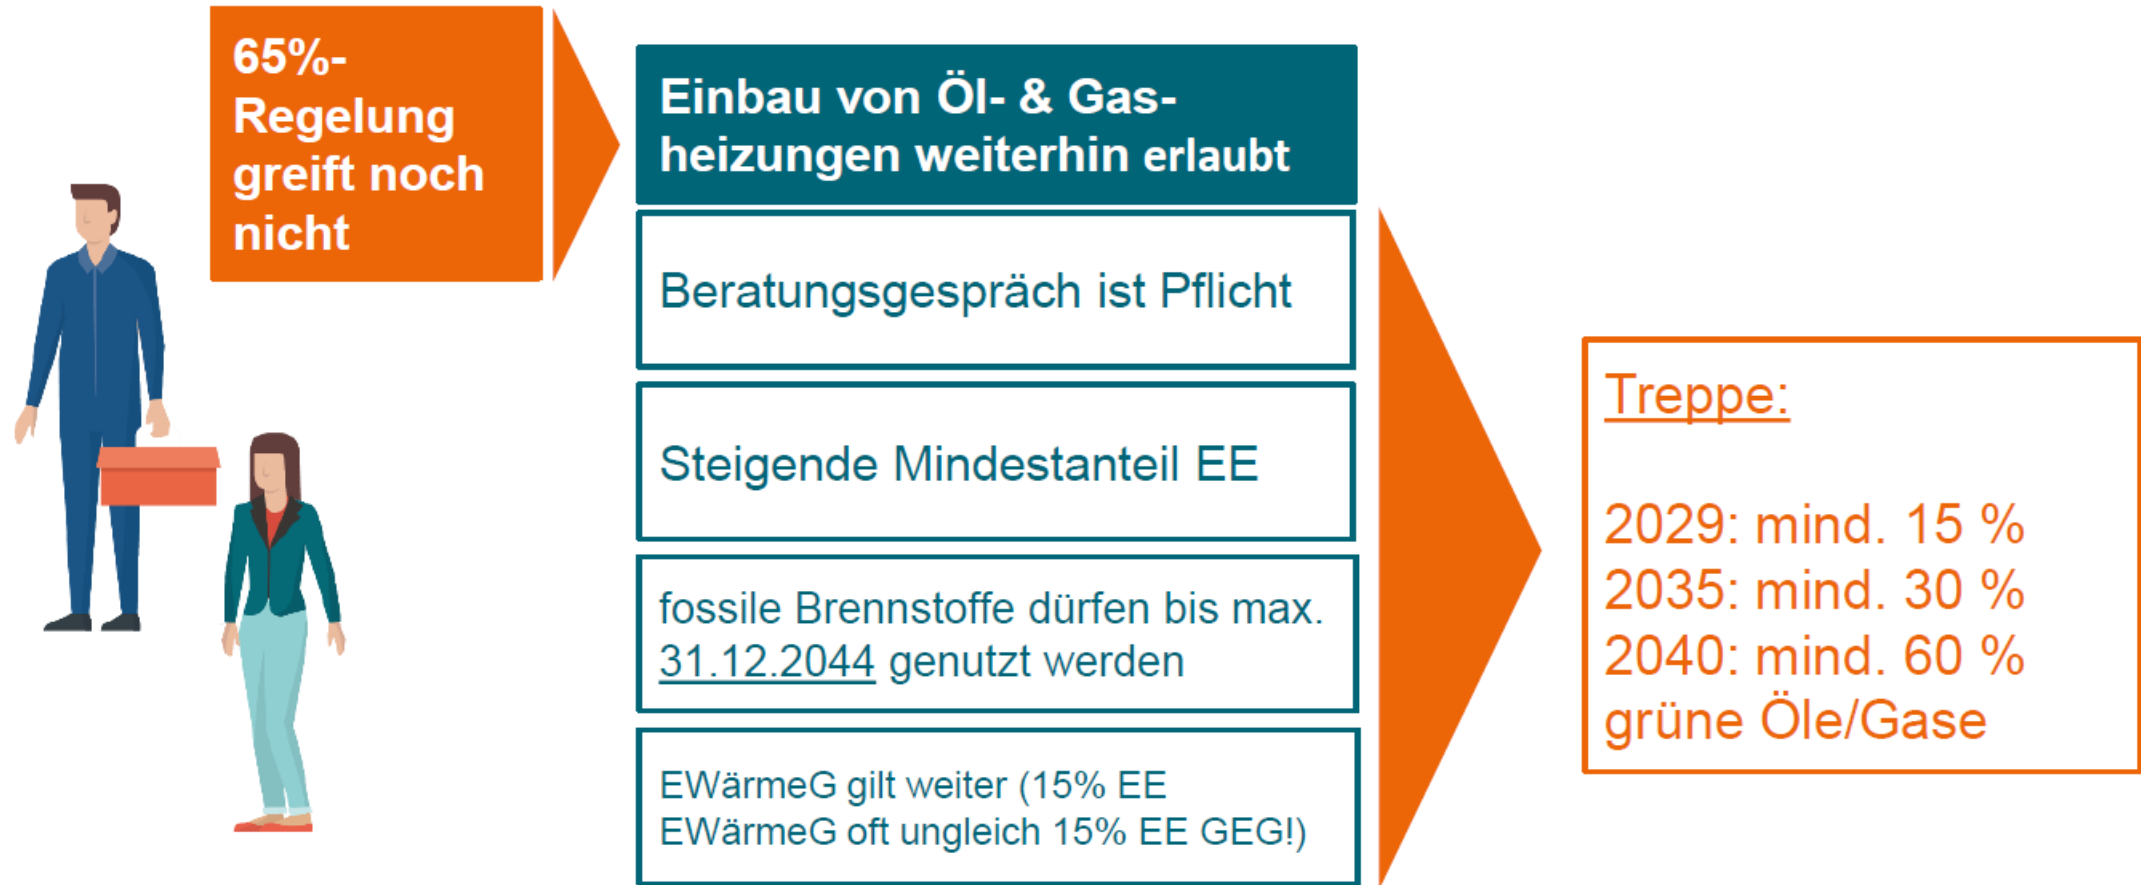 65%-
Regelung
greift noch
nicht
Einbau von Öl- & Gas-
heizungen weiterhin erlaubt
Beratungsgespräch ist Pflicht
Steigende Mindestanteil EE
fossile Brennstoffe dürfen bis max.
31.12.2044 genutzt werden
EWärmeG gilt weiter (15% EE
EWärmeG oft ungleich 15% EE GEG!)
Treppe:
2029: mind. 15 %
2035: mind. 30 %
2040: mind. 60 %
grüne Öle/Gase